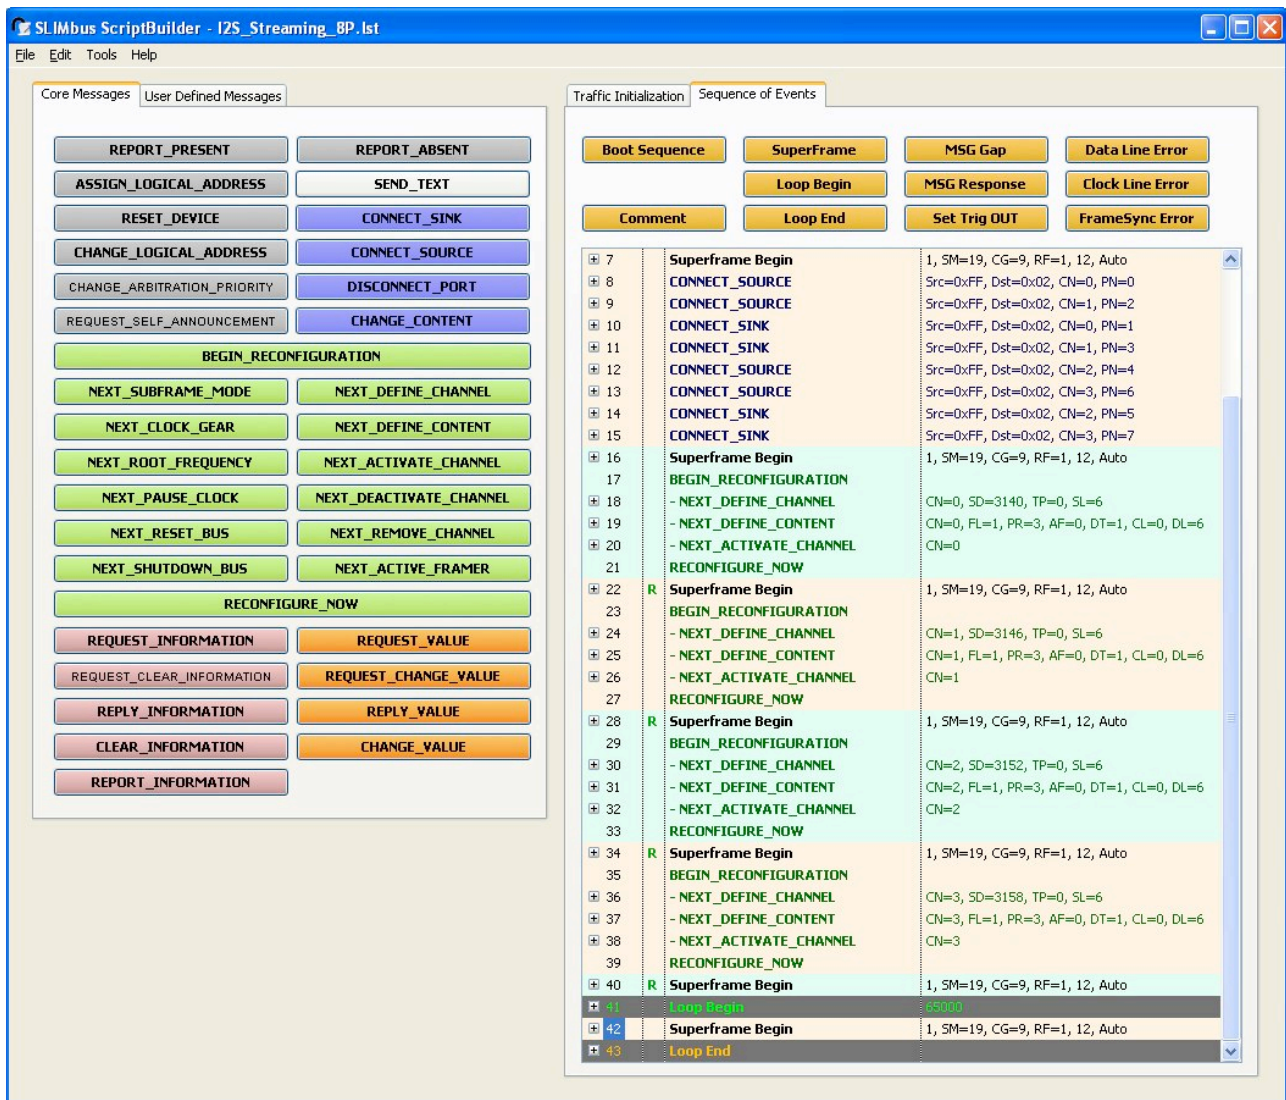 SLIMbus ScriptBuilder - I2S_Streaming_8P.lst
File Edit Tools Help
Core Messages User Defined Messages
REPORT_PRESENT REPORT_ABSENT
ASSIGN_LOGICAL_ADDRESS SEND_TEXT
RESET_DEVICE CONNECT_SINK
CHANGE_LOGICAL_ADDRESS CONNECT_SOURCE
CHANGE_ARBITRATION_PRIORITY DISCONNECT_PORT
REQUEST_SELF_ANNOUNCEMENT CHANGE_CONTENT
BEGIN_RECONFIGURATION
NEXT_SUBFRAME_MODE NEXT_DEFINE_CHANNEL
NEXT_CLOCK_GEAR NEXT_DEFINE_CONTENT
NEXT_ROOT_FREQUENCY NEXT_ACTIVATE_CHANNEL
NEXT_PAUSE_CLOCK NEXT_DEACTIVATE_CHANNEL
NEXT_RESET_BUS NEXT_REMOVE_CHANNEL
NEXT_SHUTDOWN_BUS NEXT_ACTIVE_FRAMER
RECONFIGURE_NOW
REQUEST_INFORMATION REQUEST_VALUE
REQUEST_CLEAR_INFORMATION REQUEST_CHANGE_VALUE
REPLY_INFORMATION REPLY_VALUE
CLEAR_INFORMATION CHANGE_VALUE
REPORT_INFORMATION
Traffic Initialization Sequence of Events
Boot Sequence SuperFrame MSG Gap Data Line Error
Loop Begin MSG Response Clock Line Error
Comment Loop End Set Trig OUT FrameSync Error
7 Superframe Begin 1, SM=19, CG=9, RF=1, 12, Auto
8 CONNECT_SOURCE Src=0xFF, Dst=0x02, CN=0, PN=0
9 CONNECT_SOURCE Src=0xFF, Dst=0x02, CN=1, PN=2
10 CONNECT_SINK Src=0xFF, Dst=0x02, CN=0, PN=1
11 CONNECT_SINK Src=0xFF, Dst=0x02, CN=1, PN=3
12 CONNECT_SOURCE Src=0xFF, Dst=0x02, CN=2, PN=4
13 CONNECT_SOURCE Src=0xFF, Dst=0x02, CN=3, PN=6
14 CONNECT_SINK Src=0xFF, Dst=0x02, CN=2, PN=5
15 CONNECT_SINK Src=0xFF, Dst=0x02, CN=3, PN=7
16 Superframe Begin 1, SM=19, CG=9, RF=1, 12, Auto
17 BEGIN_RECONFIGURATION
18 - NEXT_DEFINE_CHANNEL CN=0, SD=3140, TP=0, SL=6
19 - NEXT_DEFINE_CONTENT CN=0, FL=1, PR=3, AF=0, DT=1, CL=0, DL=6
20 - NEXT_ACTIVATE_CHANNEL CN=0
21 RECONFIGURE_NOW
22 R Superframe Begin 1, SM=19, CG=9, RF=1, 12, Auto
23 BEGIN_RECONFIGURATION
24 - NEXT_DEFINE_CHANNEL CN=1, SD=3146, TP=0, SL=6
25 - NEXT_DEFINE_CONTENT CN=1, FL=1, PR=3, AF=0, DT=1, CL=0, DL=6
26 - NEXT_ACTIVATE_CHANNEL CN=1
27 RECONFIGURE_NOW
28 R Superframe Begin 1, SM=19, CG=9, RF=1, 12, Auto
29 BEGIN_RECONFIGURATION
30 - NEXT_DEFINE_CHANNEL CN=2, SD=3152, TP=0, SL=6
31 - NEXT_DEFINE_CONTENT CN=2, FL=1, PR=3, AF=0, DT=1, CL=0, DL=6
32 - NEXT_ACTIVATE_CHANNEL CN=2
33 RECONFIGURE_NOW
34 R Superframe Begin 1, SM=19, CG=9, RF=1, 12, Auto
35 BEGIN_RECONFIGURATION
36 - NEXT_DEFINE_CHANNEL CN=3, SD=3158, TP=0, SL=6
37 - NEXT_DEFINE_CONTENT CN=3, FL=1, PR=3, AF=0, DT=1, CL=0, DL=6
38 - NEXT_ACTIVATE_CHANNEL CN=3
39 RECONFIGURE_NOW
40 R Superframe Begin 1, SM=19, CG=9, RF=1, 12, Auto
41 Loop Begin 65000
42 Superframe Begin 1, SM=19, CG=9, RF=1, 12, Auto
43 Loop End